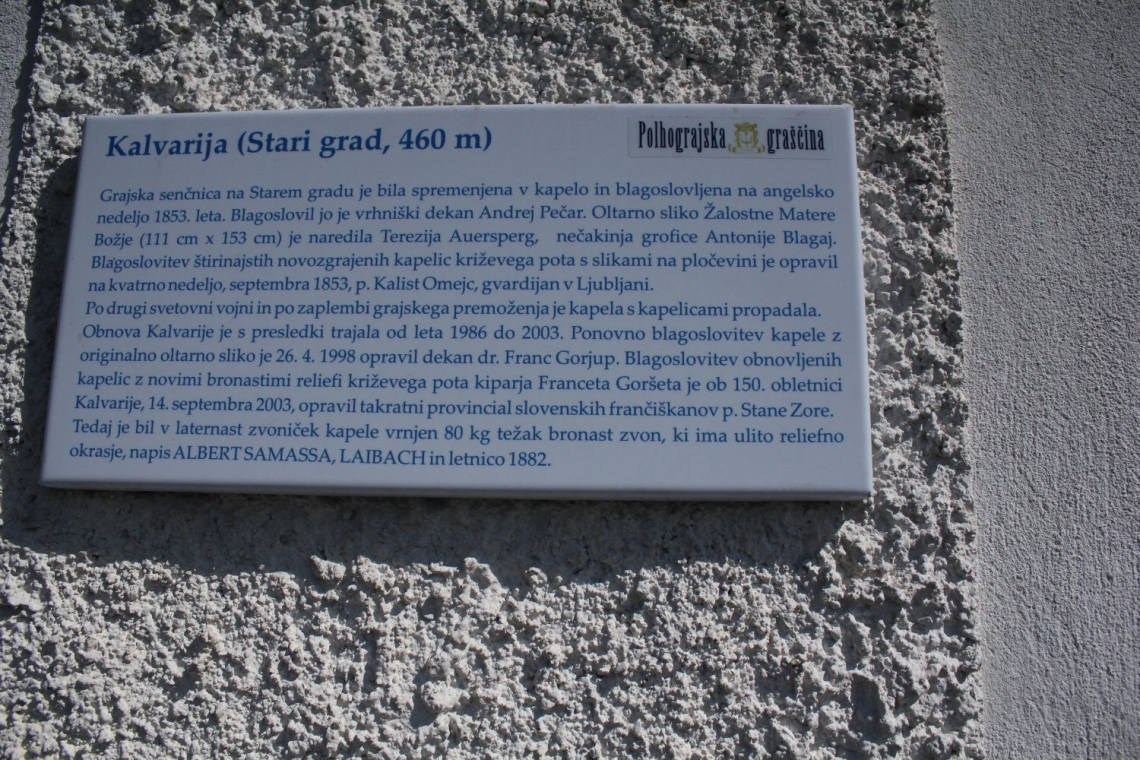 Kalvarija (Stari grad, 460 m)
Polhograjska graščina
Grajska senčnica na Starem gradu je bila spremenjena v kapelo in blagoslovljena na angelsko
nedeljo 1853. leta. Blagoslovil jo je vrhniški dekan Andrej Pečar. Oltarno sliko Žalostne Matere
Božje (111 cm x 153 cm) je naredila Terezija Auersperg, nečakinja grofice Antonije Blagaj.
Blagoslovitev štirinajstih novozgrajenih kapelic križevega pota s slikami na pločevini je opravil
na kvatrno nedeljo, septembra 1853, p. Kalist Omejc, gvardijan v Ljubljani.
Po drugi svetovni vojni in po zaplembi grajskega premoženja je kapela s kapelicami propadala.
Obnova Kalvarije je s presledki trajala od leta 1986 do 2003. Ponovno blagoslovitev kapele z
originalno oltarno sliko je 26. 4. 1998 opravil dekan dr. Franc Gorjup. Blagoslovitev obnovljenih
kapelic z novimi bronastimi reliefi križevega pota kiparja Franceta Goršeta je ob 150. obletnici
Kalvarije, 14. septembra 2003, opravil takratni provincial slovenskih frančiškanov p. Stane Zore.
Tedaj je bil v laternast zvoniček kapele vrnjen 80 kg težak bronast zvon, ki ima ulito reliefno
okrasje, napis ALBERT SAMASSA, LAIBACH in letnico 1882.